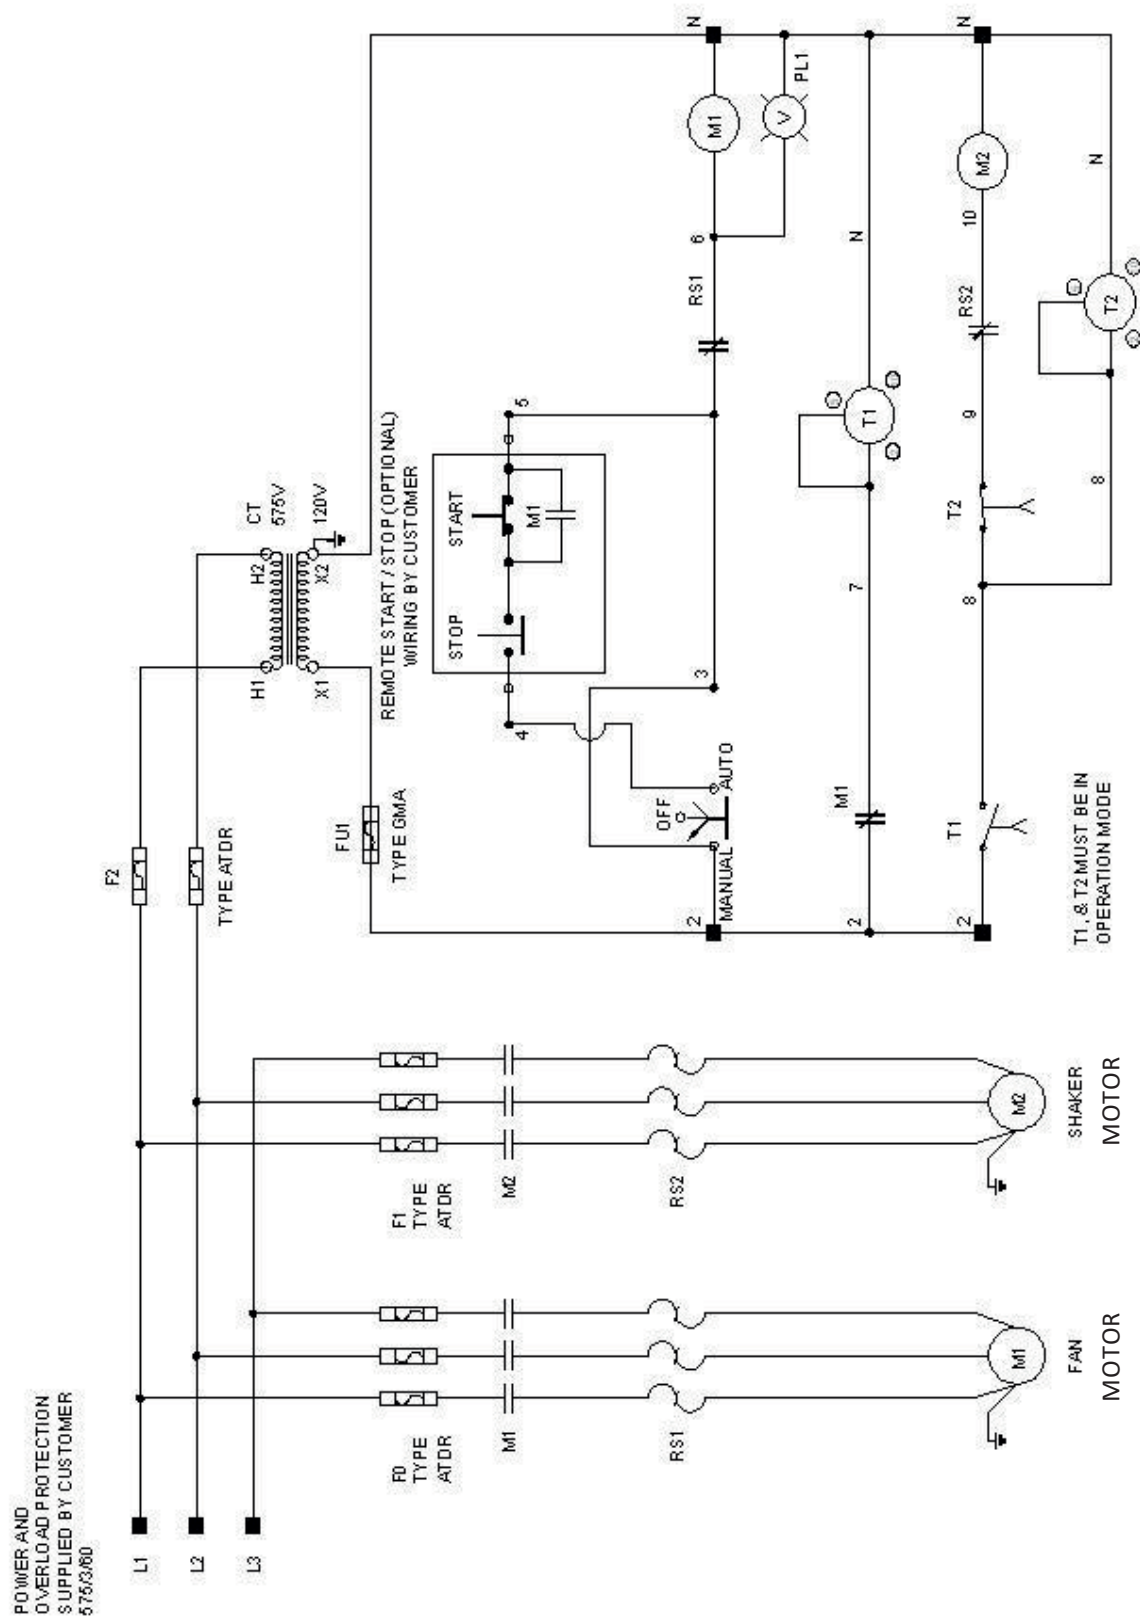 POWER AND
OVERLOAD PROTECTION
SUPPLIED BY CUSTOMER
575/3/60
L1
L2
L3
F0
TYPE
ATDR
M1
RS1
M1
FAN
MOTOR
F1
TYPE
ATDR
M2
RS2
M2
SHAKER
MOTOR
F2
TYPE ATDR
H1
H2
CT
575V
X1
X2
120V
FU1
TYPE GMA
REMOTE START / STOP (OPTIONAL)
WIRING BY CUSTOMER
STOP
START
M1
4
5
OFF
MANUAL
AUTO
2
3
RS1
6
M1
N
V
PL1
2
M1
7
T1
N
2
T1
8
T2
9
RS2
10
M2
N
8
T2
N
T1, & T2 MUST BE IN
OPERATION MODE